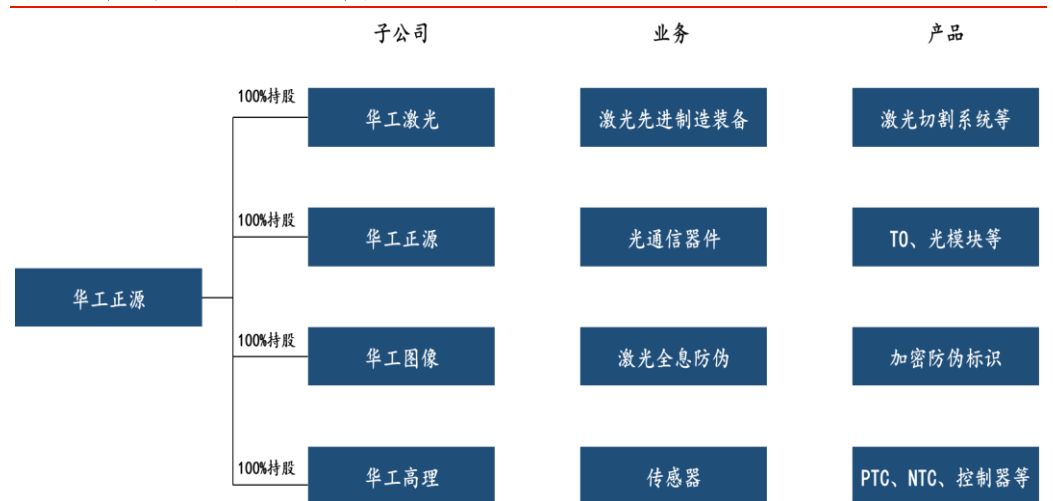 子公司 业务 产品
100%持股 华工激光 激光先进制造装备 激光切割系统等
100%持股 华工正源 光通信器件 TO、光模块等
华工正源
100%持股 华工图像 激光全息防伪 加密防伪标识
100%持股 华工高理 传感器 PTC、NTC、控制器等